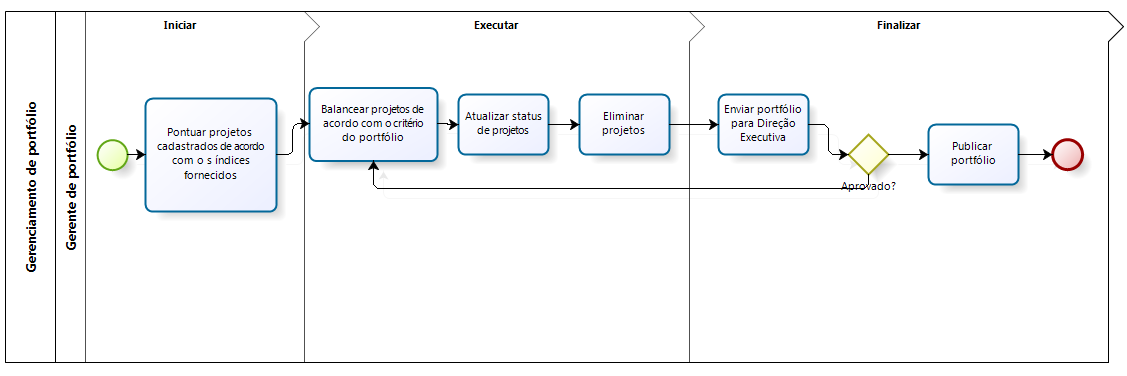 Iniciar
Executar
Finalizar
Gerenciamento de portfólio
Gerente de portfólio
Pontuar projetos
cadastrados de acordo
com o s índices
fornecidos
Balancear projetos de
acordo com o critério
do portfólio
Atualizar status
de projetos
Eliminar
projetos
Enviar portfólio
para Direção
Executiva
Aprovado?
Publicar
portfólio